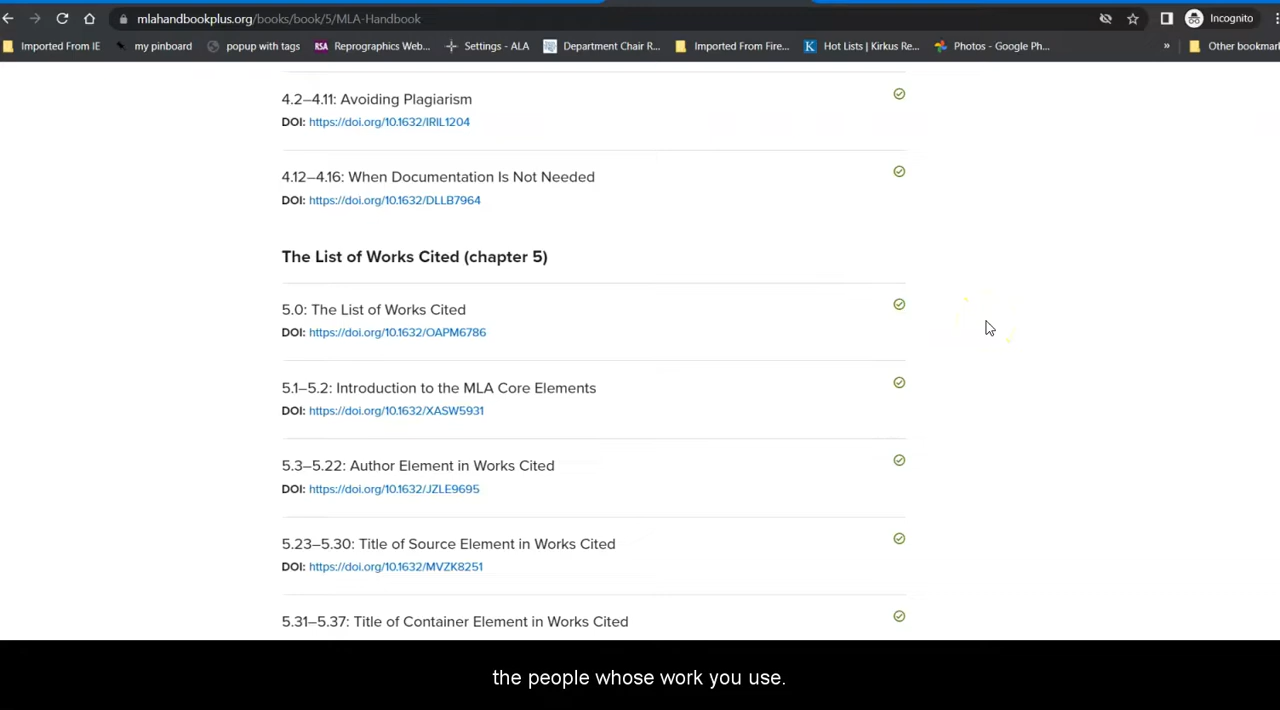 mlahandbookplus.org/books/book/5/MLA-Handbook
Incognito
Imported From IE
my pinboard
popup with tags
RSA Reprographics Web...
Settings - ALA
Department Chair R...
Imported From Fire...
K Hot Lists | Kirkus Re...
Photos - Google Ph...
»
Other bookmar
4.2–4.11: Avoiding Plagiarism
DOI: https://doi.org/10.1632/IRIL1204
4.12–4.16: When Documentation Is Not Needed
DOI: https://doi.org/10.1632/DLLB7964
The List of Works Cited (chapter 5)
5.0: The List of Works Cited
DOI: https://doi.org/10.1632/OAPM6786
5.1–5.2: Introduction to the MLA Core Elements
DOI: https://doi.org/10.1632/XASW5931
5.3–5.22: Author Element in Works Cited
DOI: https://doi.org/10.1632/JZLE9695
5.23–5.30: Title of Source Element in Works Cited
DOI: https://doi.org/10.1632/MVZK8251
5.31–5.37: Title of Container Element in Works Cited
the people whose work you use.